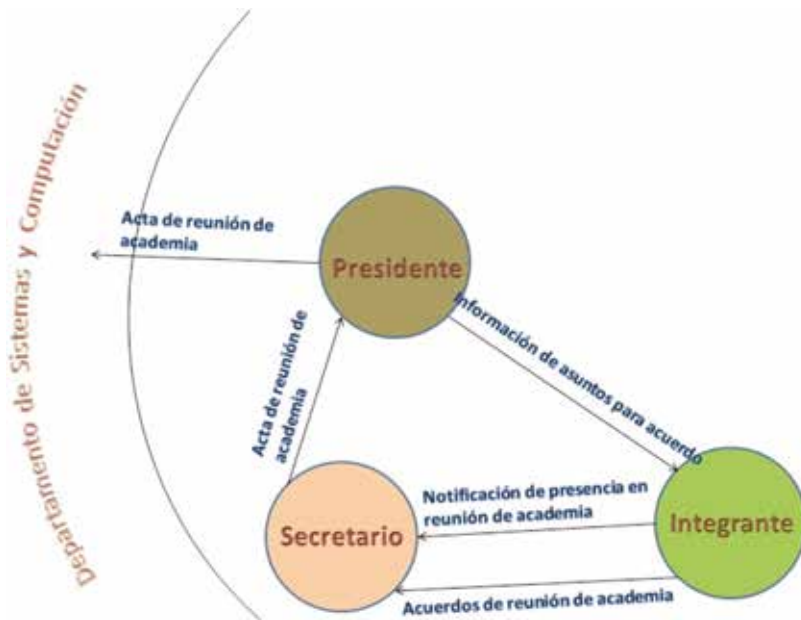 Departamento de Sistemas y Computación
Acta de reunión de
academia
Presidente
Información de asuntos para acuerdo
Acta de reunión de
academia
Notificación de presencia en
reunión de academia
Secretario
Integrante
Acuerdos de reunión de academia